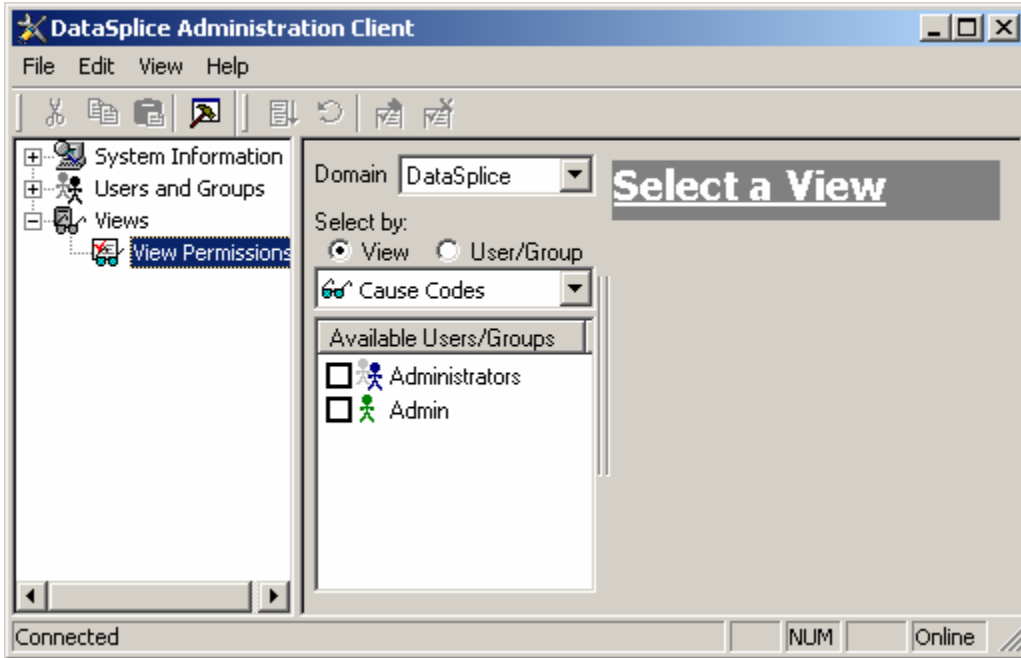 DataSplice Administration Client
File Edit View Help
System Information
Users and Groups
Views
View Permissions
Domain DataSplice
Select by:
View User/Group
Cause Codes
Available Users/Groups
Administrators
Admin
Select a View
Connected NUM Online